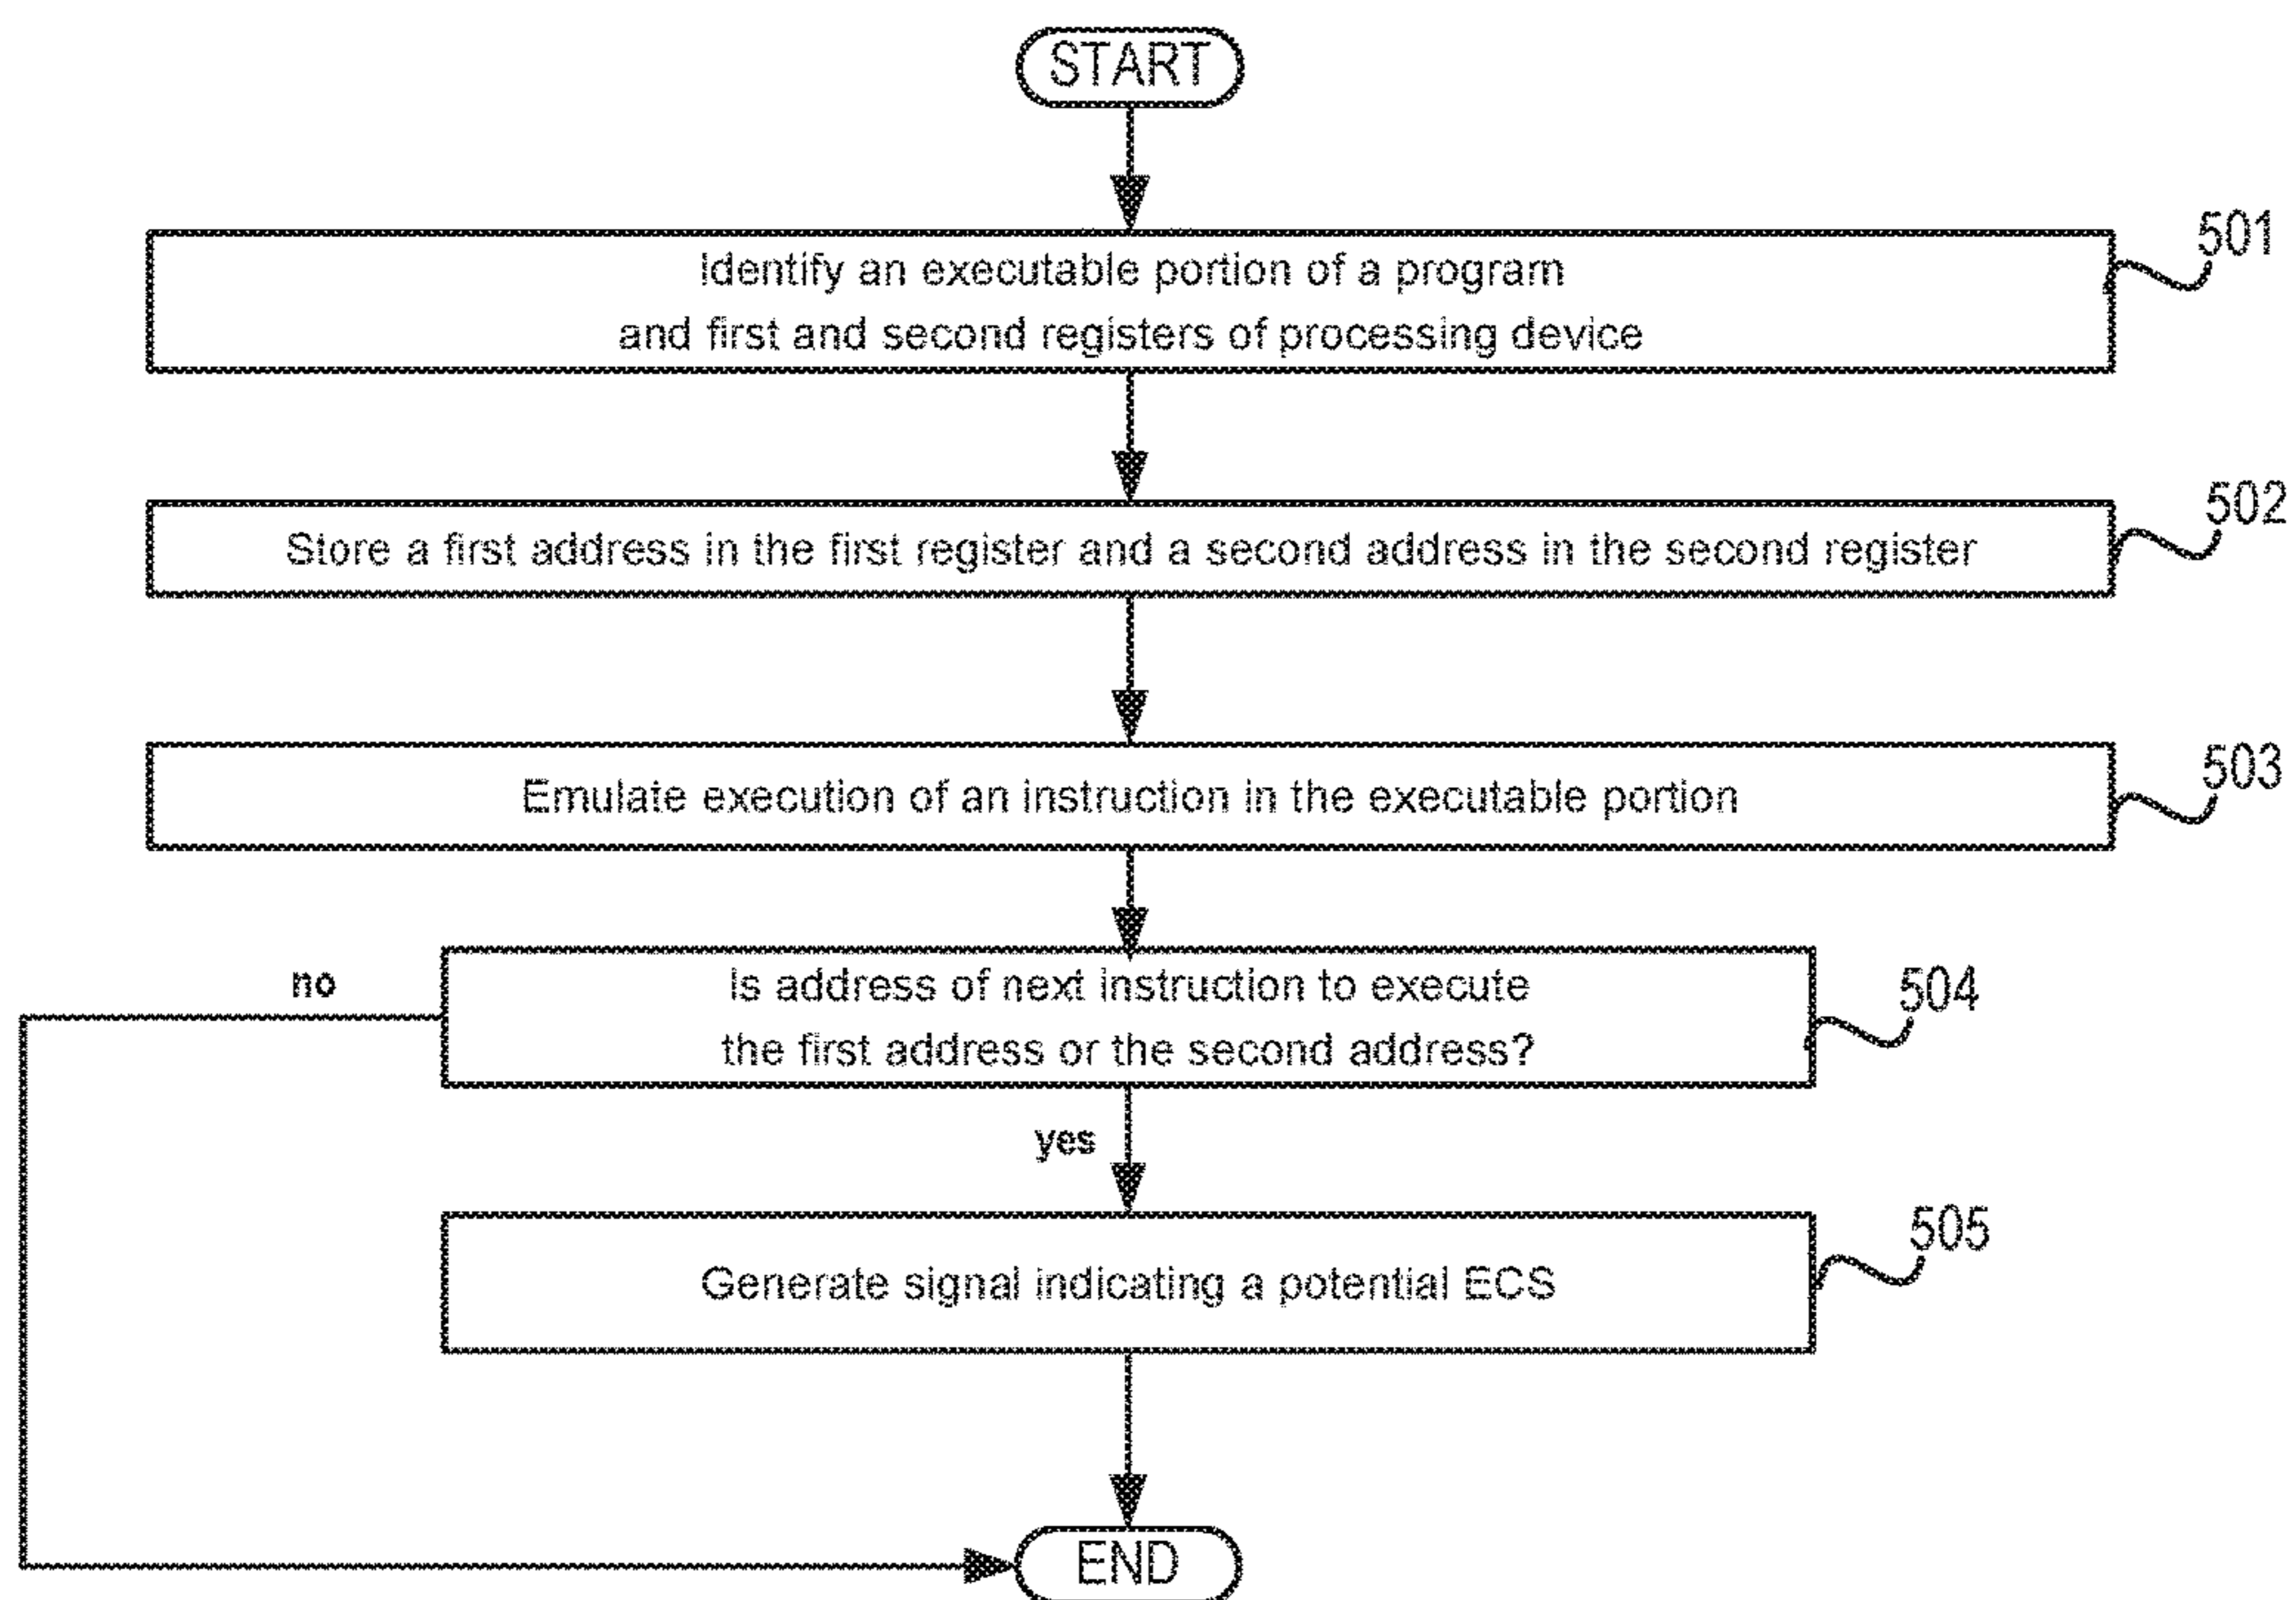 START
501
Identify an executable portion of a program
and first and second registers of processing device
502
Store a first address in the first register and a second address in the second register
503
Emulate execution of an instruction in the executable portion
no
504
Is address of next instruction to execute
the first address or the second address?
yes
505
Generate signal indicating a potential ECS
END